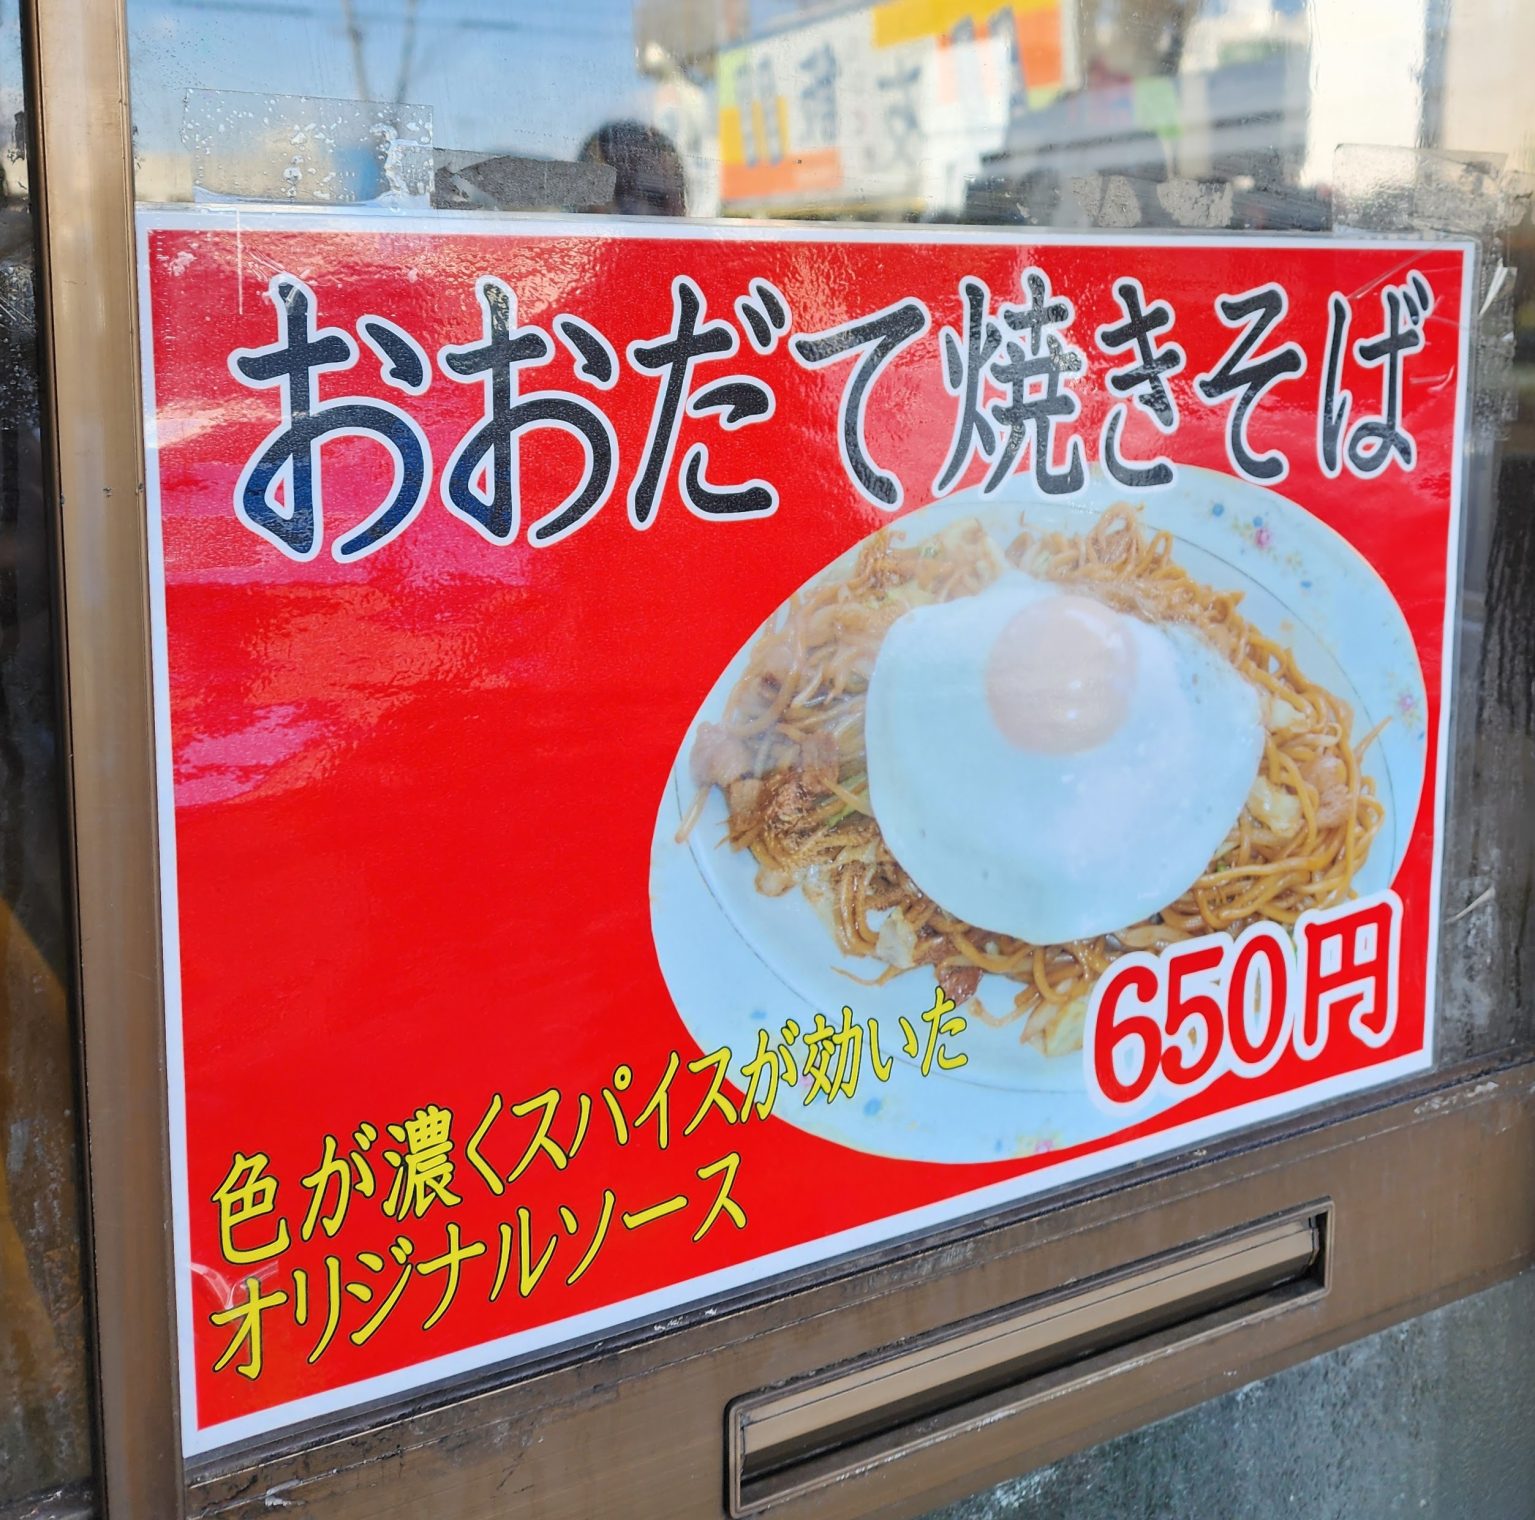 おおだて焼きそば
650円
色が濃くスパイスが効いた
オリジナルソース